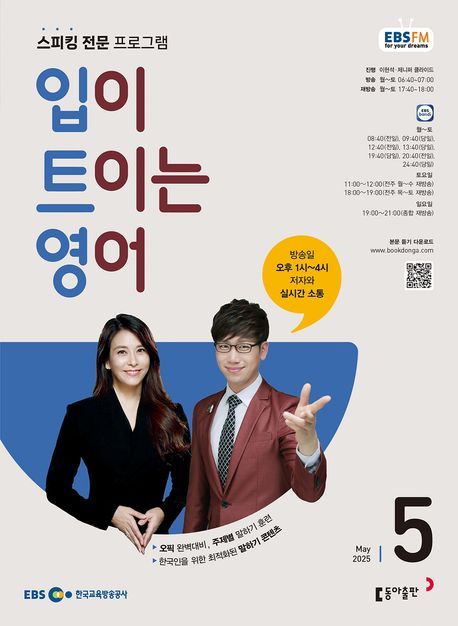 스피킹 전문 프로그램
EBS FM
for your dreams
입이
트이는
영어
진행 이현석·제니퍼 클라이드
방송 월~토 06:40~07:00
재방송 월~토 17:40~18:00
EBS
bandi
월~토
08:40(전일), 09:40(당일),
12:40(전일), 13:40(당일),
19:40(당일), 20:40(전일),
24:40(당일)
토요일
11:00~12:00(전주 월~수 재방송)
18:00~19:00(전주 목~토 재방송)
일요일
19:00~21:00(종합 재방송)
본문 듣기 다운로드
www.bookdonga.com
방송일
오후 1시~4시
저자와
실시간 소통
▶ 오픽 완벽대비, 주제별 말하기 훈련
▶ 한국인을 위한 최적화된 말하기 콘텐츠
May
2025
5
EBS 한국교육방송공사
동아출판